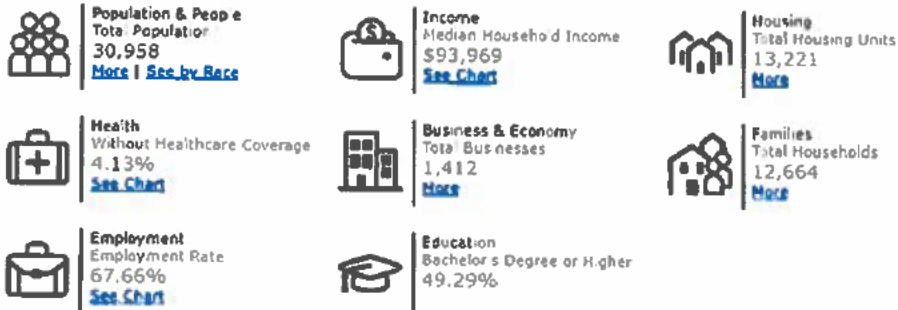 Population & People
Total Population
30,958
More | See by Race
Income
Median Household Income
$93,969
See Chart
Housing
Total Housing Units
13,221
More
Health
Without Healthcare Coverage
4.13%
See Chart
Business & Economy
Total Businesses
1,412
More
Families
Total Households
12,664
More
Employment
Employment Rate
67.66%
See Chart
Education
Bachelor's Degree or Higher
49.29%